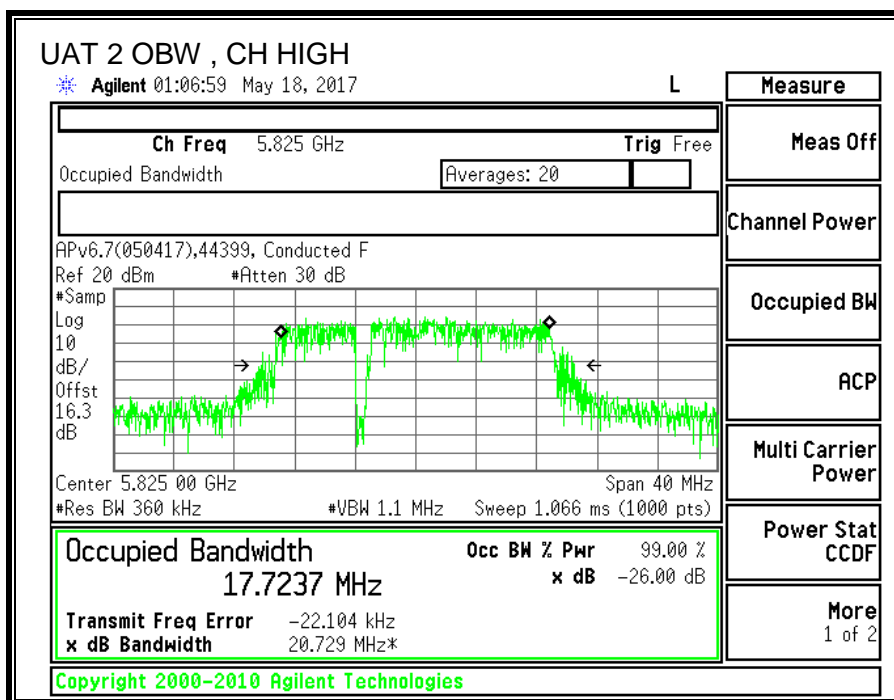 UAT 2 OBW , CH HIGH
Agilent 01:06:59 May 18, 2017 L
Measure
Ch Freq 5.825 GHz Trig Free
Meas Off
Occupied Bandwidth Averages: 20
Channel Power
APv6.7(050417),44399, Conducted F
Ref 20 dBm #Atten 30 dB
#Samp
Log
10
dB/
Offst
16.3
dB
Occupied BW
ACP
Multi Carrier
Power
Center 5.825 00 GHz Span 40 MHz
#Res BW 360 kHz #VBW 1.1 MHz Sweep 1.066 ms (1000 pts)
Power Stat
CCDF
Occupied Bandwidth Occ BW % Pwr 99.00 %
17.7237 MHz x dB -26.00 dB
Transmit Freq Error -22.104 kHz
x dB Bandwidth 20.729 MHz*
More
1 of 2
Copyright 2000-2010 Agilent Technologies